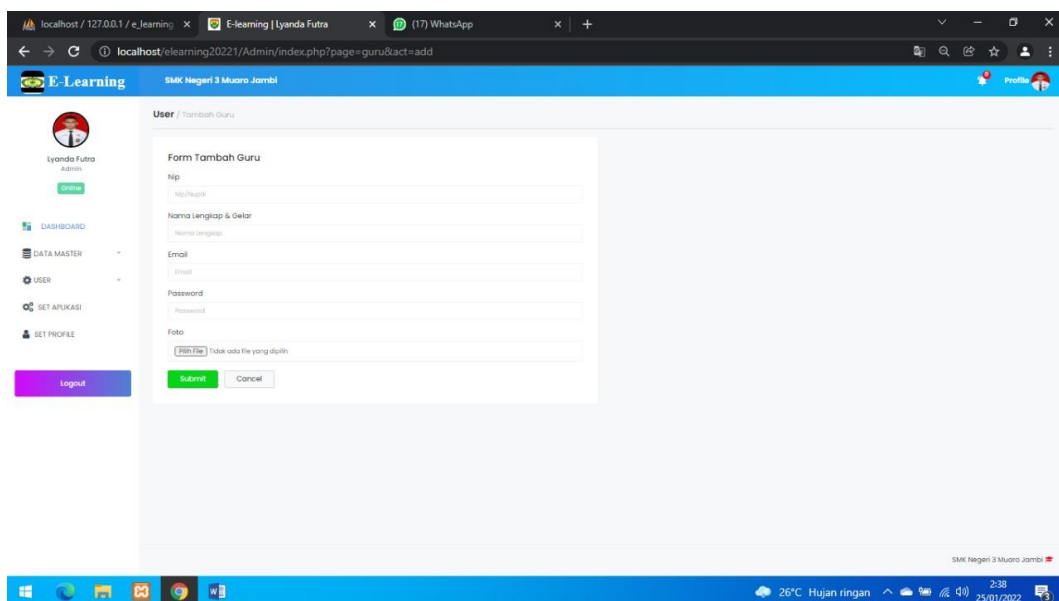 localhost / 127.0.0.1 / e_learning
E-learning | Lyanda Futra
(17) WhatsApp
localhost/elearning20221/Admin/index.php?page=guru&act=add
E-Learning
SMK Negeri 3 Muaro Jambi
Profile
User / Tambah Guru
Lyanda Futra
Admin
Online
DASHBOARD
DATA MASTER
USER
SET APLIKASI
SET PROFILE
Logout
Form Tambah Guru
Nip
Nip/Nuptk
Nama Lengkap & Gelar
Nama Lengkap
Email
Email
Password
Password
Foto
Pilih File Tidak ada file yang dipilih
Submit Cancel
SMK Negeri 3 Muaro Jambi
26°C Hujan ringan
2:38
25/01/2022